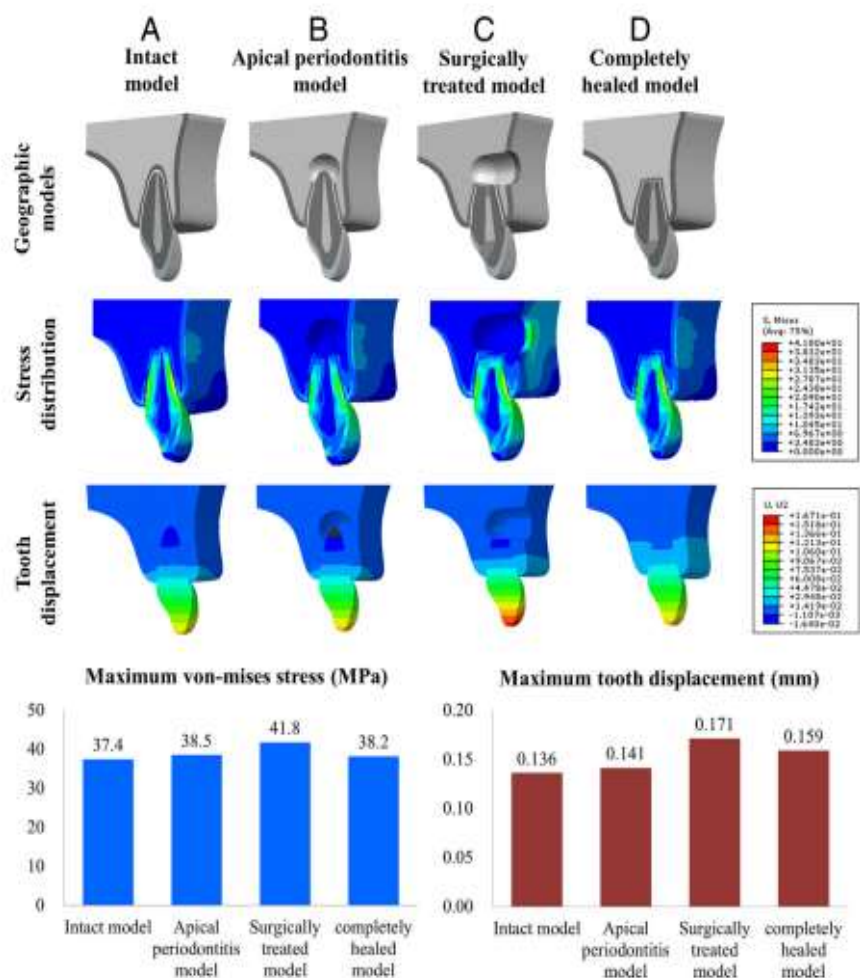 A
B
C
D
Intact
model
Apical periodontitis
model
Surgically
treated model
Completely
healed model
Geographic
models
Stress
distribution
S, Mises
(Avg: 75%)
Tooth
displacement
U, U2
Maximum von-mises stress (MPa)
50
40
30
20
10
0
37.4
38.5
41.8
38.2
Intact model
Apical
periodontitis
model
Surgically
treated
model
completely
healed model
Maximum tooth displacement (mm)
0.20
0.15
0.10
0.05
0.00
0.136
0.141
0.171
0.159
Intact model
Apical
periodontitis
model
Surgically
treated
model
completely
healed model